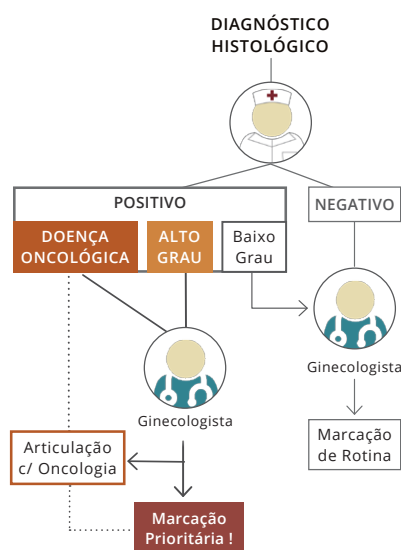 DIAGNÓSTICO
HISTOLÓGICO
POSITIVO
NEGATIVO
DOENÇA
ONCOLÓGICA
ALTO
GRAU
Baixo
Grau
Ginecologista
Ginecologista
Articulação
c/ Oncologia
Marcação
de Rotina
Marcação
Prioritária !